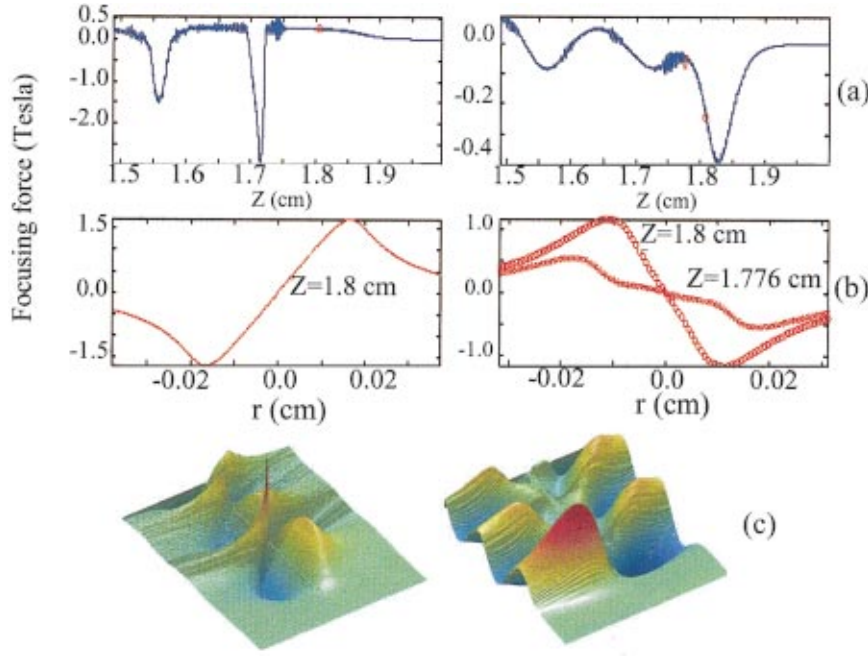 Focusing force (Tesla)
0.5
0.0
-1.0
-2.0
1.5 1.6 1.7 1.8 1.9
Z (cm)
0.0
-0.2
-0.4
1.5 1.6 1.7 1.8 1.9
Z (cm)
(a)
1.5
0.0
-1.5
Z=1.8 cm
-0.02 0.0 0.02
r (cm)
1.0
0.0
-1.0
Z=1.8 cm
Z=1.776 cm
-0.02 0.0 0.02
r (cm)
(b)
(c)